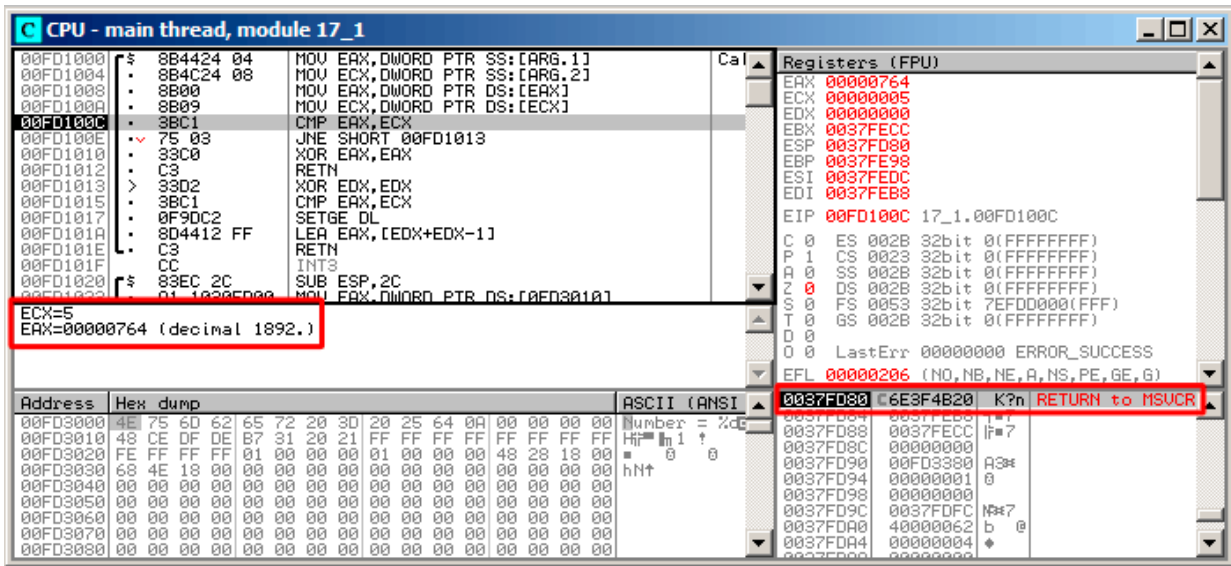 C CPU - main thread, module 17_1
00FD1000 $ 8B4424 04 MOV EAX,DWORD PTR SS:[ARG.1] Cal
00FD1004 . 8B4C24 08 MOV ECX,DWORD PTR SS:[ARG.2]
00FD1008 . 8B00 MOV EAX,DWORD PTR DS:[EAX]
00FD100A . 8B09 MOV ECX,DWORD PTR DS:[ECX]
00FD100C . 3BC1 CMP EAX,ECX
00FD100E . 75 03 JNE SHORT 00FD1013
00FD1010 . 33C0 XOR EAX,EAX
00FD1012 . C3 RETN
00FD1013 > 33D2 XOR EDX,EDX
00FD1015 . 3BC1 CMP EAX,ECX
00FD1017 . 0F9DC2 SETGE DL
00FD101A . 8D4412 FF LEA EAX,[EDX+EDX-1]
00FD101E . C3 RETN
00FD101F CC INT3
00FD1020 $ 83EC 2C SUB ESP,2C
MOV EAX,DWORD PTR DS:[0FD3010]
ECX=5
EAX=00000764 (decimal 1892.)
Registers (FPU)
EAX 00000764
ECX 00000005
EDX 00000000
EBX 0037FECC
ESP 0037FD80
EBP 0037FE98
ESI 0037FEDC
EDI 0037FEB8
EIP 00FD100C 17_1.00FD100C
C 0 ES 002B 32bit 0(FFFFFFFF)
P 1 CS 0023 32bit 0(FFFFFFFF)
A 0 SS 002B 32bit 0(FFFFFFFF)
Z 0 DS 002B 32bit 0(FFFFFFFF)
S 0 FS 0053 32bit 7EFDD000(FFF)
T 0 GS 002B 32bit 0(FFFFFFFF)
D 0
O 0 LastErr 00000000 ERROR_SUCCESS
EFL 00000206 (NO,NB,NE,A,NS,PE,GE,G)
Address Hex dump ASCII (ANSI
00FD3000 4E 75 6D 62 65 72 20 3D 20 25 64 0A 00 00 00 00 Number = %d
00FD3010 48 CE DF DE B7 31 20 21 FF FF FF FF FF FF FF FF
00FD3020 FE FF FF FF 01 00 00 00 01 00 00 00 48 28 18 00
00FD3030 68 4E 18 00 00 00 00 00 00 00 00 00 00 00 00 00 hN↑
00FD3040 00 00 00 00 00 00 00 00 00 00 00 00 00 00 00 00
00FD3050 00 00 00 00 00 00 00 00 00 00 00 00 00 00 00 00
00FD3060 00 00 00 00 00 00 00 00 00 00 00 00 00 00 00 00
00FD3070 00 00 00 00 00 00 00 00 00 00 00 00 00 00 00 00
00FD3080 00 00 00 00 00 00 00 00 00 00 00 00 00 00 00 00
0037FD80 6E3F4B20 K?n RETURN to MSVCR
0037FD84 0037FEB8
0037FD88 0037FECC
0037FD8C 00000004
0037FD90 00FD3380
0037FD94 00000001
0037FD98 00000000
0037FD9C 0037FDFC
0037FDA0 40000062 b @
0037FDA4 00000004 ♦